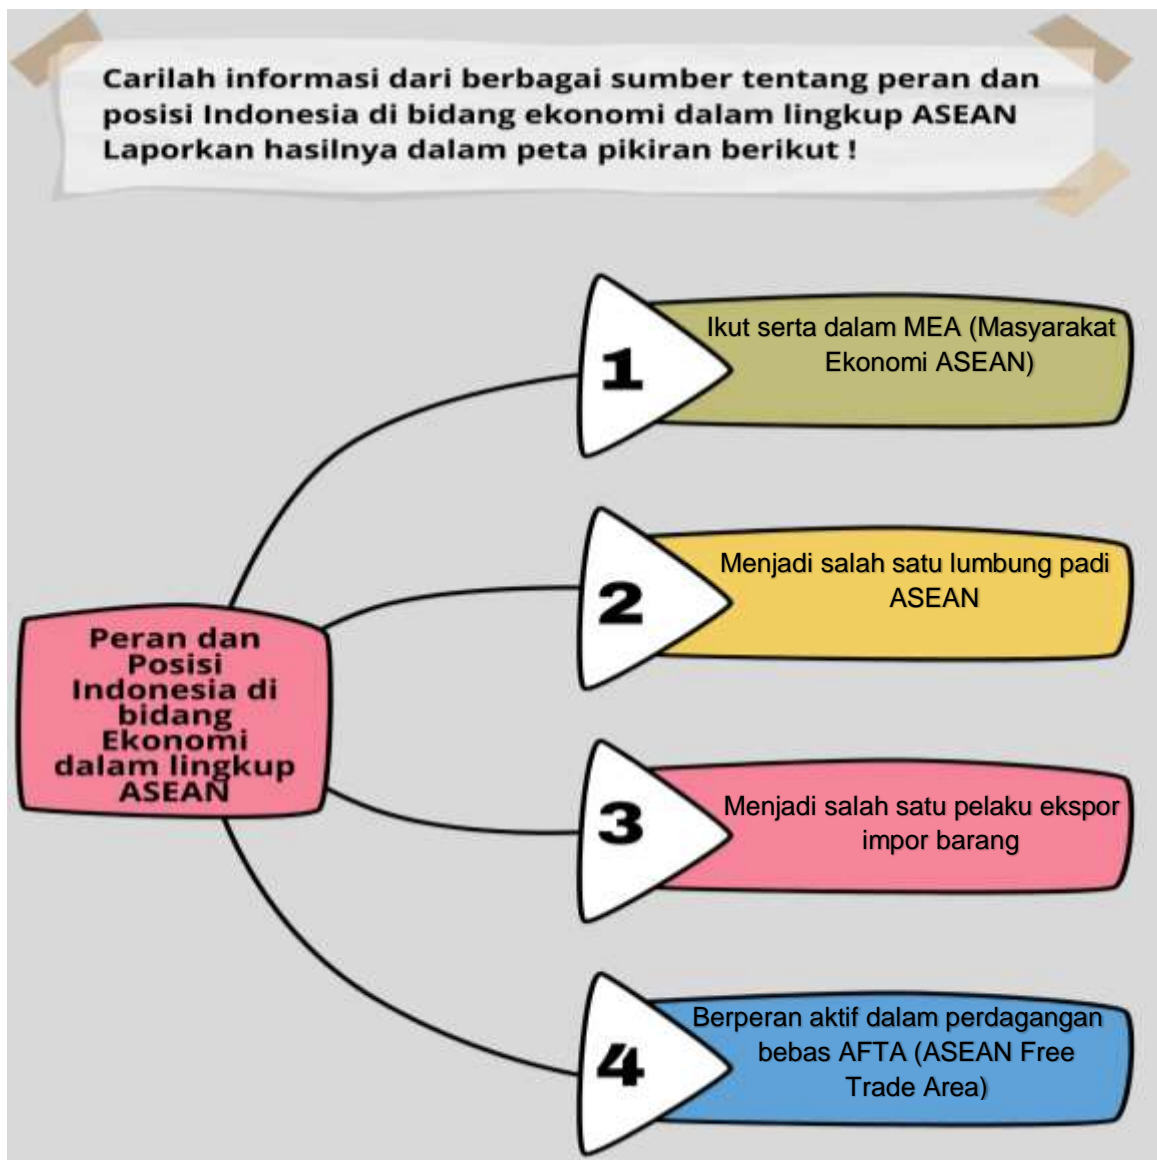 Carilah informasi dari berbagai sumber tentang peran dan
posisi Indonesia di bidang ekonomi dalam lingkup ASEAN
Laporkan hasilnya dalam peta pikiran berikut !
1
Ikut serta dalam MEA (Masyarakat
Ekonomi ASEAN)
2
Menjadi salah satu lumbung padi
ASEAN
Peran dan
Posisi
Indonesia di
bidang
Ekonomi
dalam lingkup
ASEAN
3
Menjadi salah satu pelaku ekspor
impor barang
4
Berperan aktif dalam perdagangan
bebas AFTA (ASEAN Free
Trade Area)